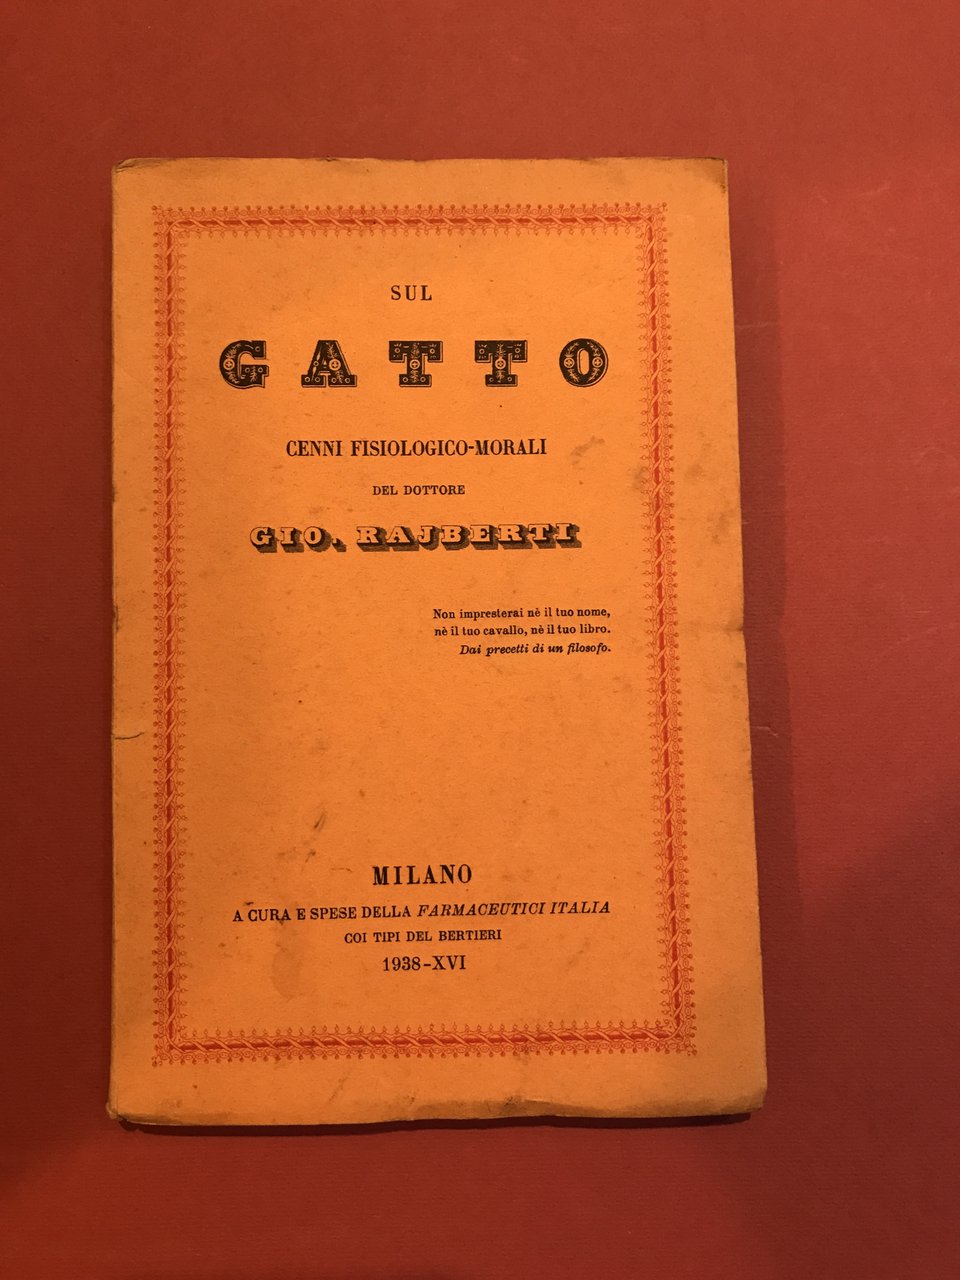 SUL
GATTO
CENNI FISIOLOGICO-MORALI
DEL DOTTORE
GIO. RAJBERTI
Non impresterai nè il tuo nome,
nè il tuo cavallo, nè il tuo libro.
Dai precetti di un filosofo.
MILANO
A CURA E SPESE DELLA FARMACEUTICI ITALIA
COI TIPI DEL BERTIERI
1938-XVI